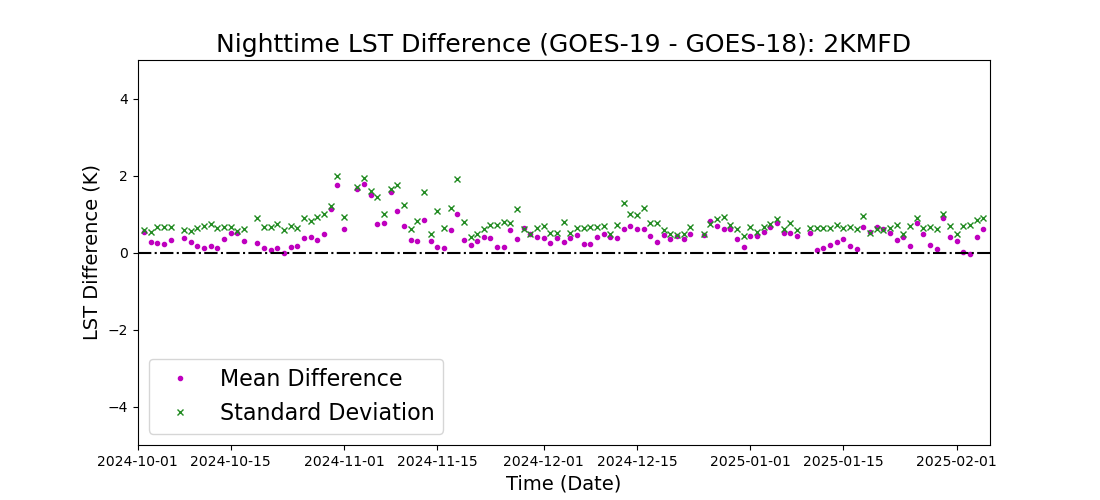 Nighttime LST Difference (GOES-19 - GOES-18): 2KMFD
LST Difference (K)
4
2
0
−2
−4
Mean Difference
Standard Deviation
2024-10-01 2024-10-15 2024-11-01 2024-11-15 2024-12-01 2024-12-15 2025-01-01 2025-01-15 2025-02-01
Time (Date)